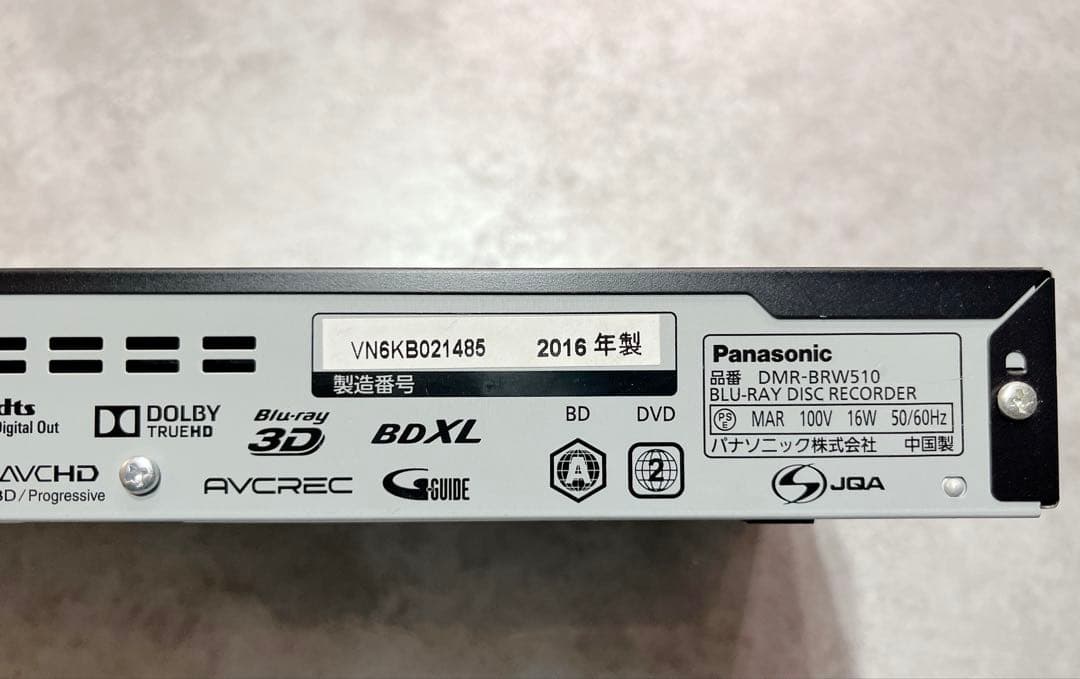 VN6KB021485 2016 年製
製造番号
Panasonic
品番 DMR-BRW510
BLU-RAY DISC RECORDER
PS E MAR 100V 16W 50/60Hz
パナソニック株式会社 中国製
dts
Digital Out
DOLBY
TRUEHD
Blu-ray
3D
BDXL
BD
A
DVD
2
AVCHD
3D / Progressive
AVCREC
G-GUIDE
JQA